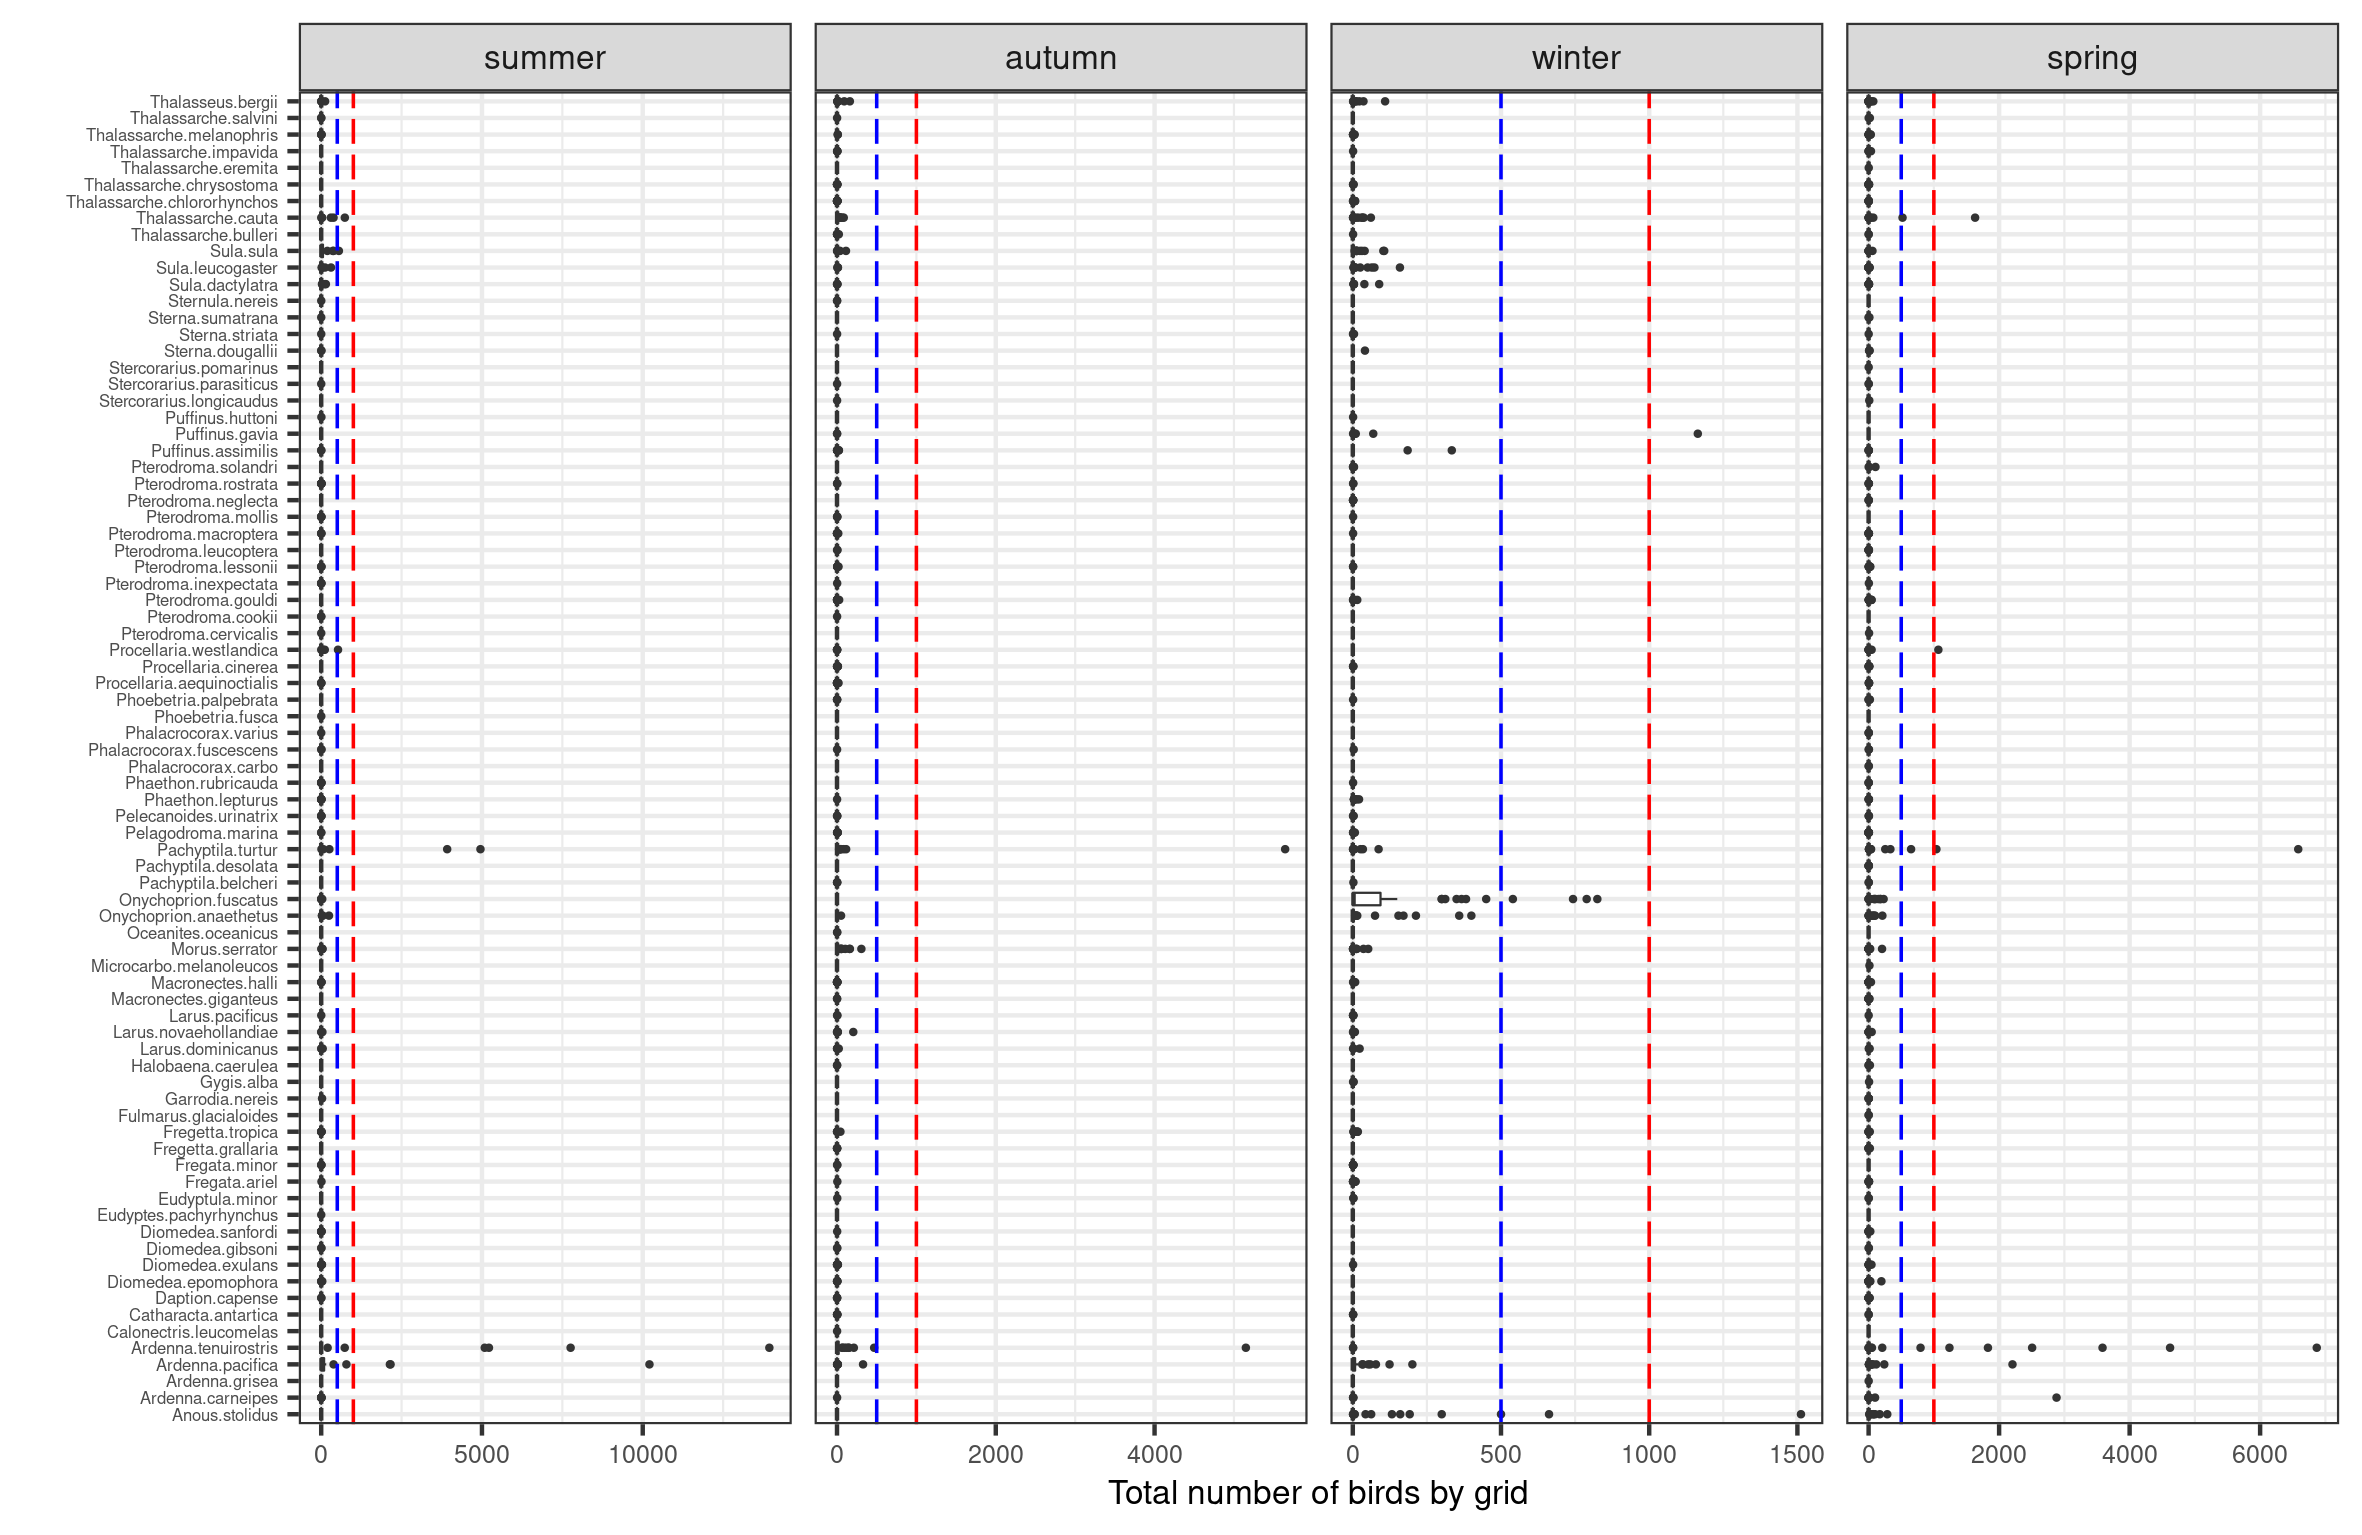 summer autumn winter spring
Thalasseus.bergii
Thalassarche.salvini
Thalassarche.melanophris
Thalassarche.impavida
Thalassarche.eremita
Thalassarche.chrysostoma
Thalassarche.chlororhynchos
Thalassarche.cauta
Thalassarche.bulleri
Sula.sula
Sula.leucogaster
Sula.dactylatra
Sternula.nereis
Sterna.sumatrana
Sterna.striata
Sterna.dougallii
Stercorarius.pomarinus
Stercorarius.parasiticus
Stercorarius.longicaudus
Puffinus.huttoni
Puffinus.gavia
Puffinus.assimilis
Pterodroma.solandri
Pterodroma.rostrata
Pterodroma.neglecta
Pterodroma.mollis
Pterodroma.macroptera
Pterodroma.leucoptera
Pterodroma.lessonii
Pterodroma.inexpectata
Pterodroma.gouldi
Pterodroma.cookii
Pterodroma.cervicalis
Procellaria.westlandica
Procellaria.cinerea
Procellaria.aequinoctialis
Phoebetria.palpebrata
Phoebetria.fusca
Phalacrocorax.varius
Phalacrocorax.fuscescens
Phalacrocorax.carbo
Phaethon.rubricauda
Phaethon.lepturus
Pelecanoides.urinatrix
Pelagodroma.marina
Pachyptila.turtur
Pachyptila.desolata
Pachyptila.belcheri
Onychoprion.fuscatus
Onychoprion.anaethetus
Oceanites.oceanicus
Morus.serrator
Microcarbo.melanoleucos
Macronectes.halli
Macronectes.giganteus
Larus.pacificus
Larus.novaehollandiae
Larus.dominicanus
Halobaena.caerulea
Gygis.alba
Garrodia.nereis
Fulmarus.glacialoides
Fregetta.tropica
Fregetta.grallaria
Fregata.minor
Fregata.ariel
Eudyptula.minor
Eudyptes.pachyrhynchus
Diomedea.sanfordi
Diomedea.gibsoni
Diomedea.exulans
Diomedea.epomophora
Daption.capense
Catharacta.antartica
Calonectris.leucomelas
Ardenna.tenuirostris
Ardenna.pacifica
Ardenna.grisea
Ardenna.carneipes
Anous.stolidus
0 5000 10000 0 2000 4000 0 500 1000 1500 0 2000 4000 6000
Total number of birds by grid